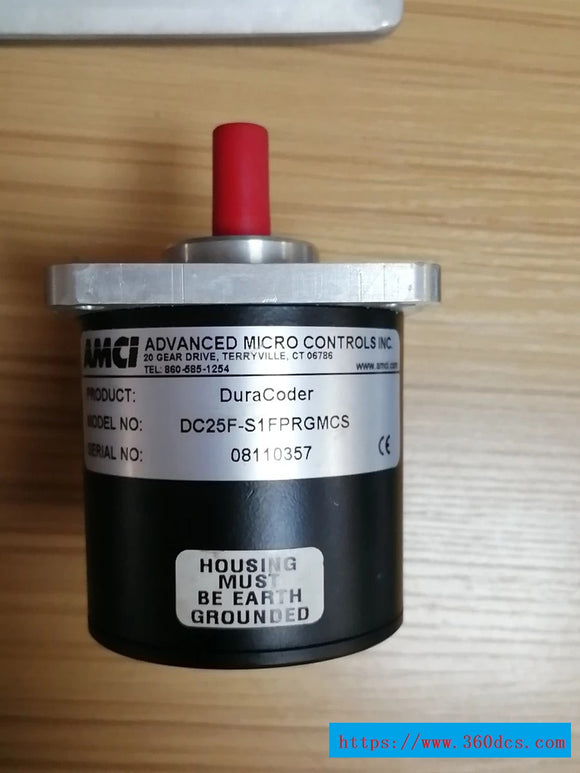 AMCI ADVANCED MICRO CONTROLS INC.
20 GEAR DRIVE, TERRYVILLE, CT 06786
TEL: 860-585-1254 www.amci.com
PRODUCT: DuraCoder
MODEL NO: DC25F-S1FPRGMCS
SERIAL NO: 08110357
CE
HOUSING
MUST
BE EARTH
GROUNDED
https://www.360dcs.com